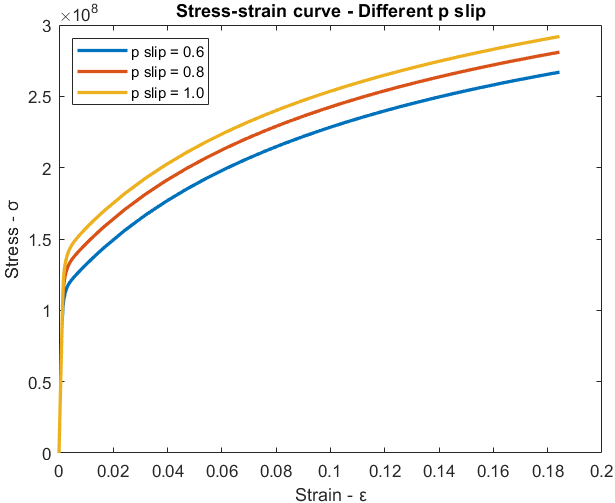 Stress-strain curve - Different p slip
×10⁸
3
2.5
2
1.5
1
0.5
0
Stress - σ
p slip = 0.6
p slip = 0.8
p slip = 1.0
0 0.02 0.04 0.06 0.08 0.1 0.12 0.14 0.16 0.18 0.2
Strain - ε